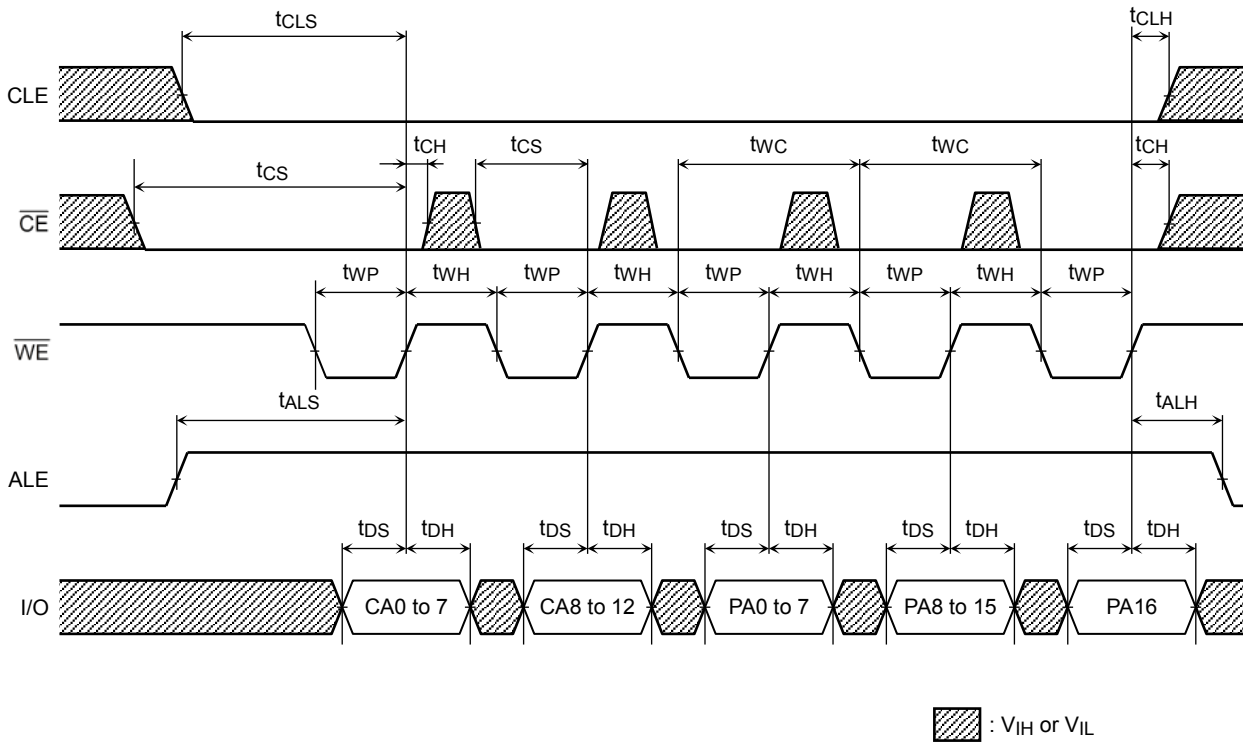 tCLS tCLH
CLE
tCH tCS tWC tWC tCH
tCS
CE
tWP tWH tWP tWH tWP tWH tWP tWH tWP
WE
tALS tALH
ALE
tDS tDH tDS tDH tDS tDH tDS tDH tDS tDH
I/O CA0 to 7 CA8 to 12 PA0 to 7 PA8 to 15 PA16
: VIH or VIL